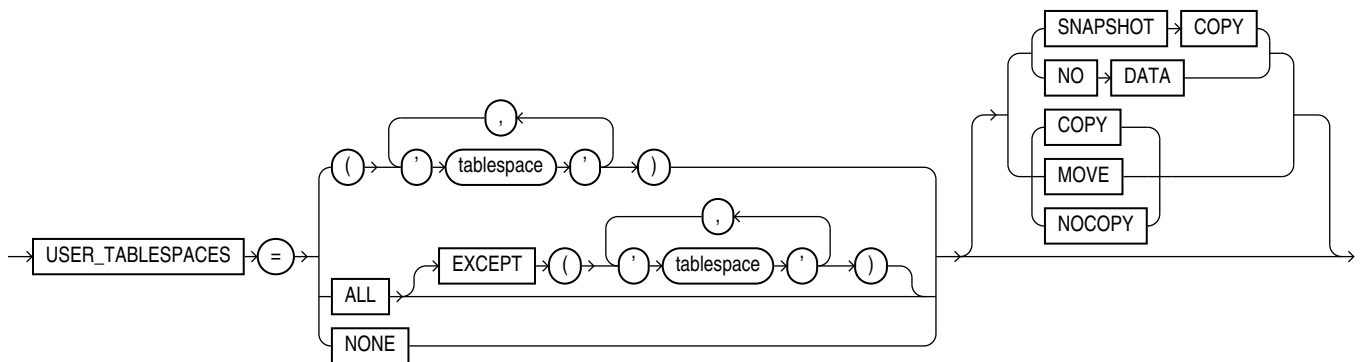 SNAPSHOT COPY
NO DATA
,
COPY
( ' tablespace ' )
MOVE
,
NOCOPY
USER_TABLESPACES = EXCEPT ( ' tablespace ' )
ALL
NONE